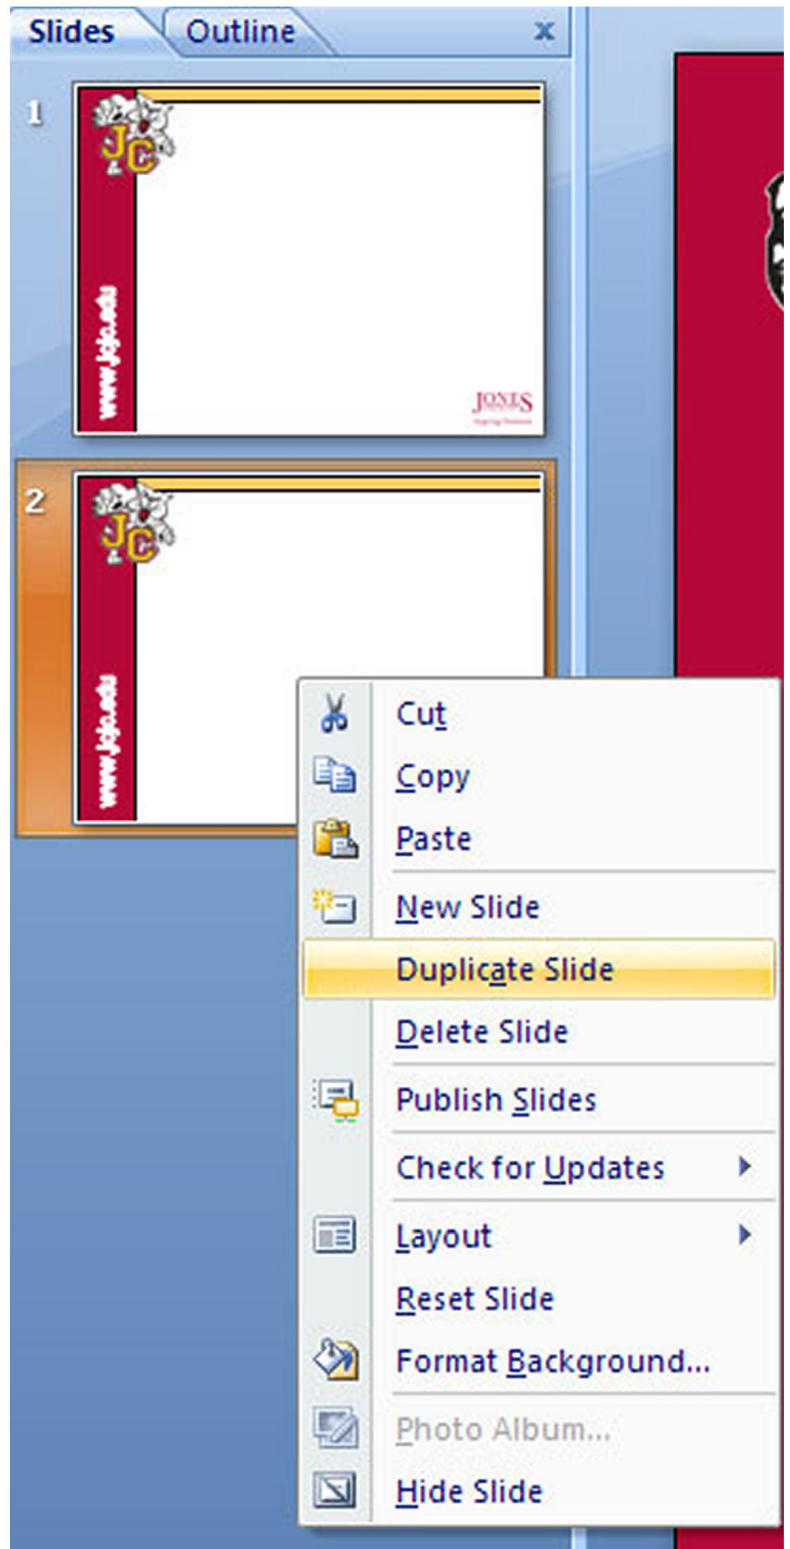 Slides
Outline
x
1
JC
www.jcjc.edu
JONES
2
JC
www.jcjc.edu
Cut
Copy
Paste
New Slide
Duplicate Slide
Delete Slide
Publish Slides
Check for Updates
Layout
Reset Slide
Format Background...
Photo Album...
Hide Slide